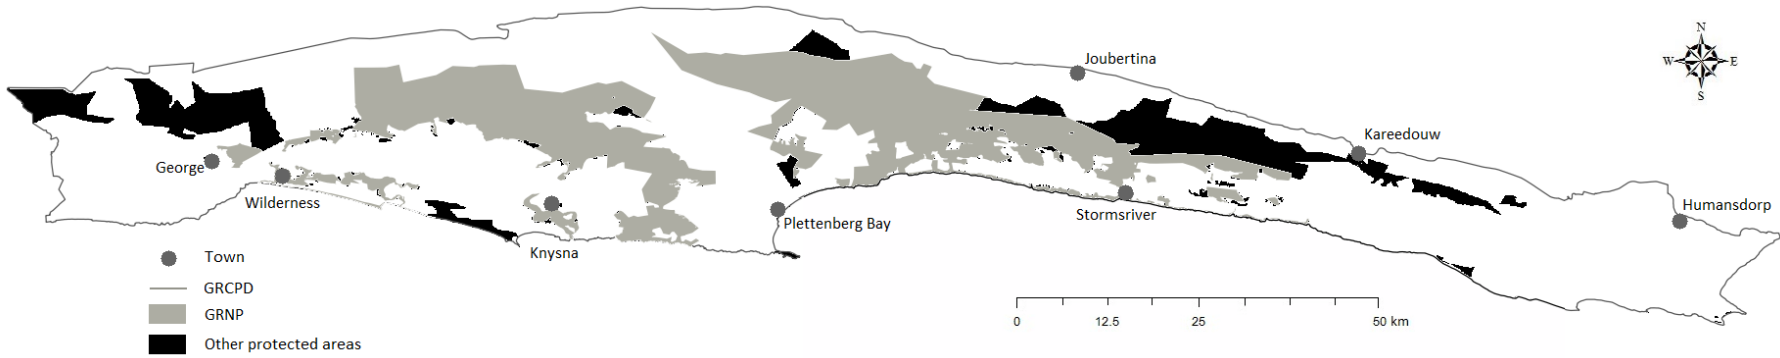 N
W E
S
Joubertina
Kareedouw
George
Wilderness
Knysna
Plettenberg Bay
Stormsriver
Humansdorp
Town
GRCPD
GRNP
Other protected areas
0 12.5 25 50 km